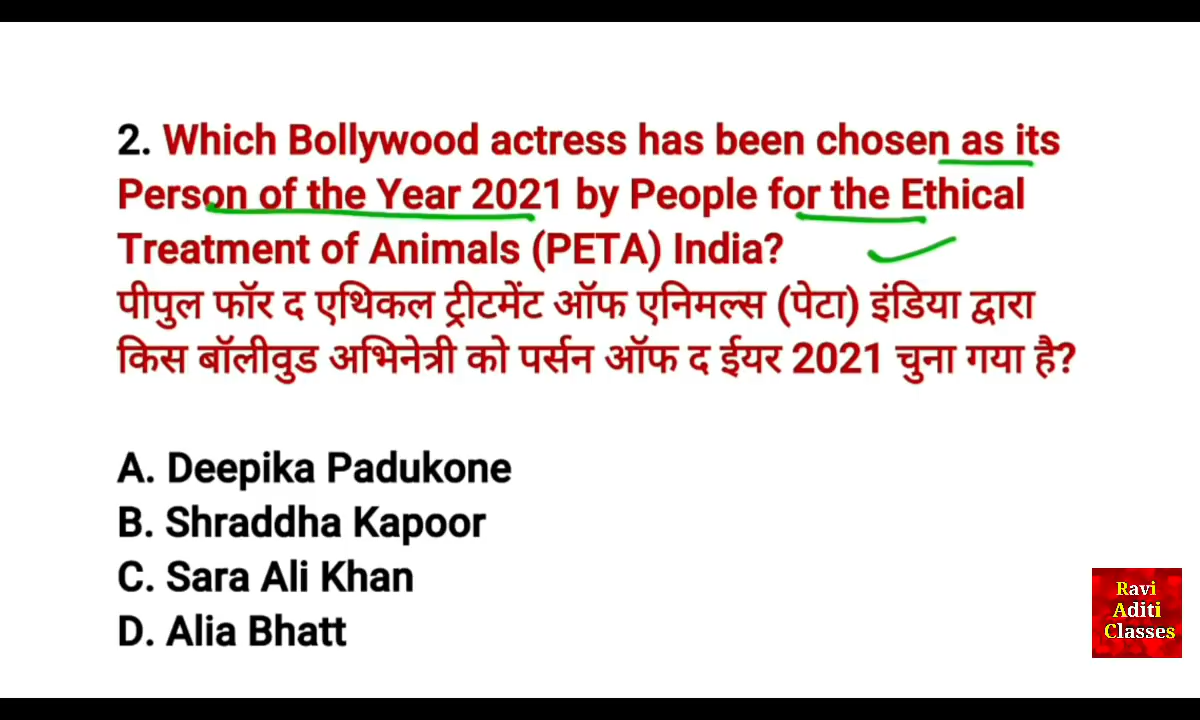 2. Which Bollywood actress has been chosen as its
Person of the Year 2021 by People for the Ethical
Treatment of Animals (PETA) India?
पीपुल फॉर द एथिकल ट्रीटमेंट ऑफ एनिमल्स (पेटा) इंडिया द्वारा
किस बॉलीवुड अभिनेत्री को पर्सन ऑफ द ईयर 2021 चुना गया है?
A. Deepika Padukone
B. Shraddha Kapoor
C. Sara Ali Khan
D. Alia Bhatt
Ravi
Aditi
Classes